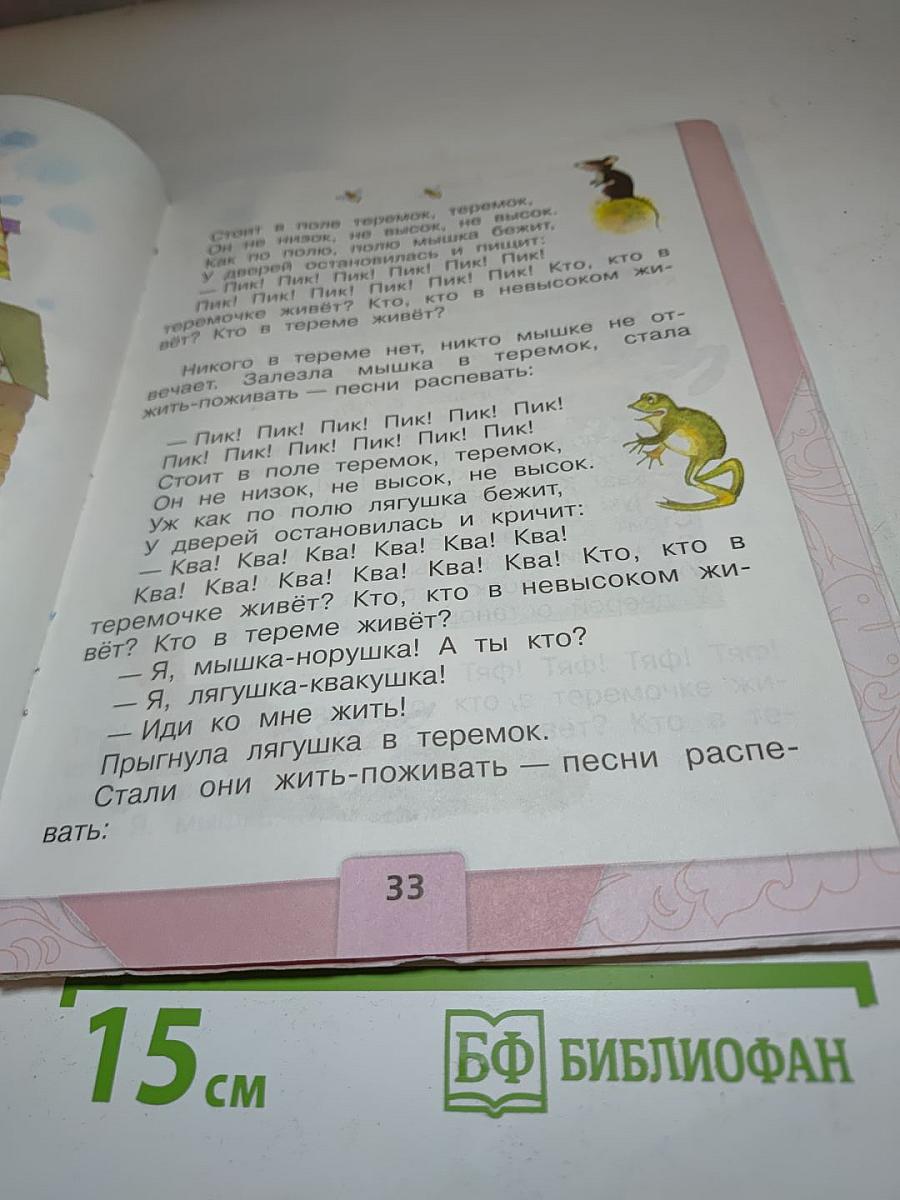 Стоит в поле теремок, теремок,
Он не низок, не высок, не высок.
Как по полю, полю мышка бежит,
У дверей остановилась и пищит:
— Пик! Пик! Пик! Пик! Пик! Пик!
Пик! Пик! Пик! Пик! Пик! Пик! Кто, кто в
теремочке живёт? Кто, кто в невысоком жи-
вёт? Кто в тереме живёт?
Никого в тереме нет, никто мышке не от-
вечает. Залезла мышка в теремок, стала
жить-поживать — песни распевать:
— Пик! Пик! Пик! Пик! Пик! Пик!
Пик! Пик! Пик! Пик! Пик! Пик!
Стоит в поле теремок, теремок,
Он не низок, не высок, не высок.
Уж как по полю лягушка бежит,
У дверей остановилась и кричит:
— Ква! Ква! Ква! Ква! Ква! Ква!
Ква! Ква! Ква! Ква! Ква! Ква! Кто, кто в
теремочке живёт? Кто, кто в невысоком жи-
вёт? Кто в тереме живёт?
— Я, мышка-норушка! А ты кто?
— Я, лягушка-квакушка!
— Иди ко мне жить!
Прыгнула лягушка в теремок.
Стали они жить-поживать — песни распе-
вать:
33
15 см
БФ БИБЛИОФАН